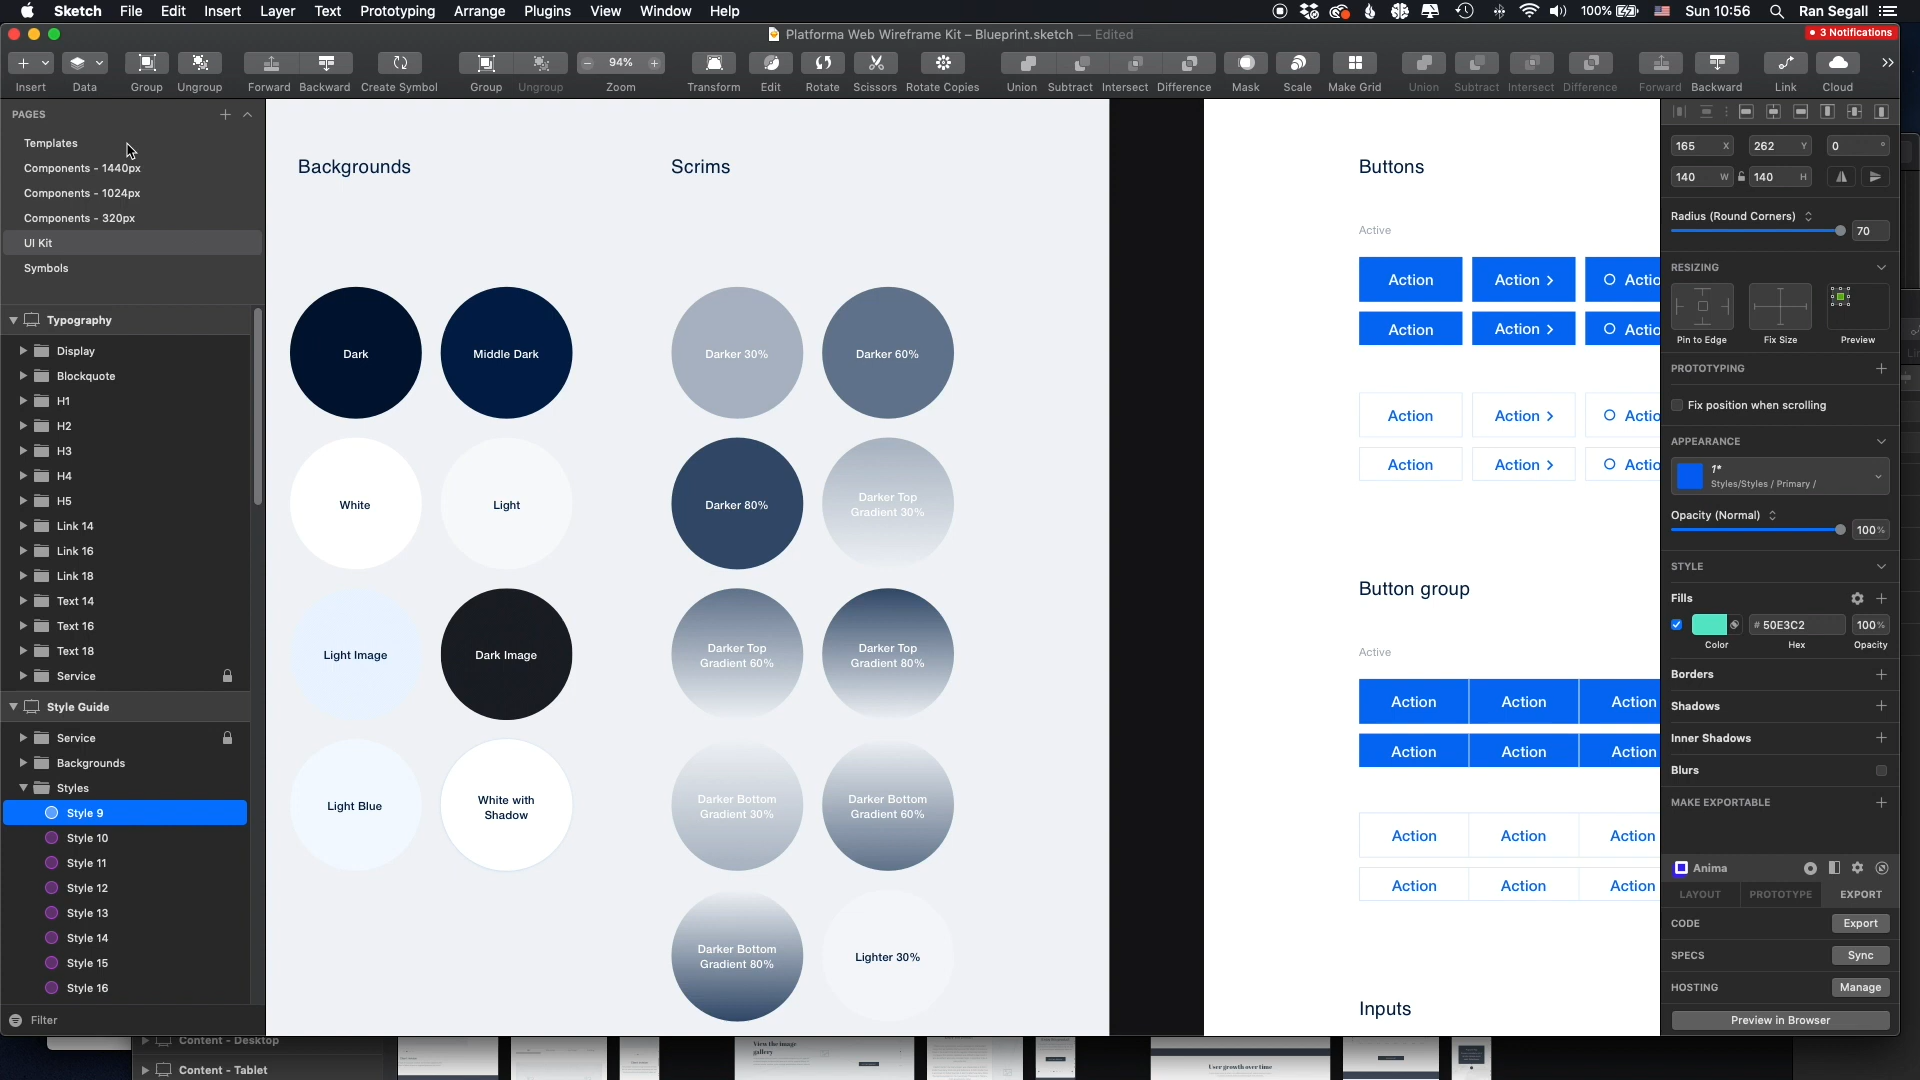 Sketch File Edit Insert Layer Text Prototyping Arrange Plugins View Window Help
100% Sun 10:56 Ran Segall
Platforma Web Wireframe Kit – Blueprint.sketch — Edited
3 Notifications
94%
Insert Data Group Ungroup Forward Backward Create Symbol Group Ungroup Zoom Transform Edit Rotate Scissors Rotate Copies Union Subtract Intersect Difference Mask Scale Make Grid Union Subtract Intersect Difference Forward Backward Link Cloud
PAGES
Templates
Components - 1440px
Components - 1024px
Components - 320px
UI Kit
Symbols
Typography
Display
Blockquote
H1
H2
H3
H4
H5
Link 14
Link 16
Link 18
Text 14
Text 16
Text 18
Service
Style Guide
Service
Backgrounds
Styles
Style 9
Style 10
Style 11
Style 12
Style 13
Style 14
Style 15
Style 16
Filter
Backgrounds
Dark
Middle Dark
White
Light
Light Image
Dark Image
Light Blue
White with
Shadow
Scrims
Darker 30%
Darker 60%
Darker 80%
Darker Top
Gradient 30%
Darker Top
Gradient 60%
Darker Top
Gradient 80%
Darker Bottom
Gradient 30%
Darker Bottom
Gradient 60%
Darker Bottom
Gradient 80%
Lighter 30%
Buttons
Active
Action Action Actio
Action Action Actio
Action Action Actio
Action Action Actio
Button group
Active
Action Action Action
Action Action Action
Action Action Action
Action Action Action
Inputs
165 X 262 Y 0 °
140 W 140 H
Radius (Round Corners)
70
RESIZING
Pin to Edge Fix Size Preview
PROTOTYPING
Fix position when scrolling
APPEARANCE
1*
Styles/Styles / Primary /
Opacity (Normal)
100%
STYLE
Fills
# 50E3C2 100%
Color Hex Opacity
Borders
Shadows
Inner Shadows
Blurs
MAKE EXPORTABLE
Anima
LAYOUT PROTOTYPE EXPORT
CODE Export
SPECS Sync
HOSTING Manage
Preview in Browser
Content - Desktop
Content - Tablet
View the image
gallery
User growth over time